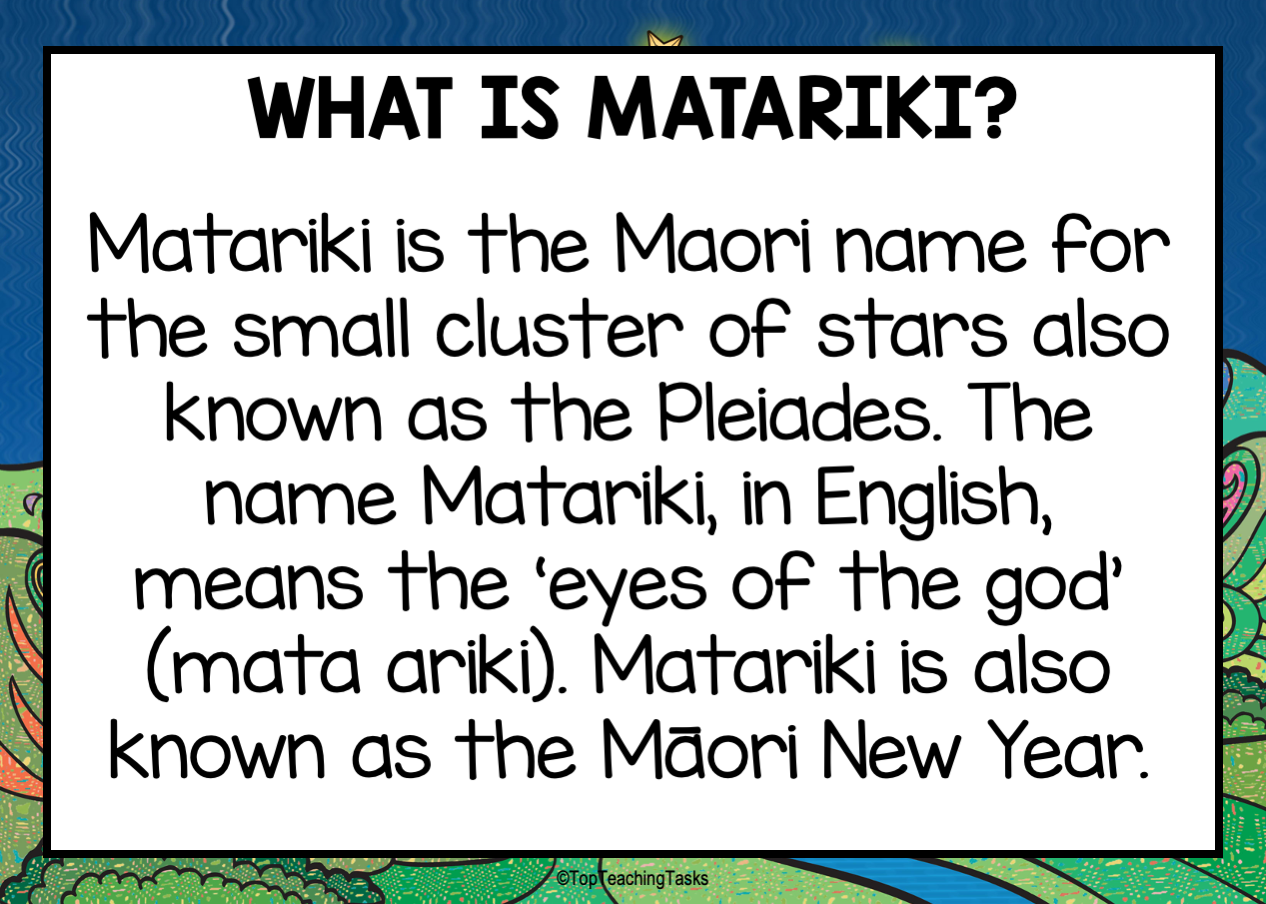 WHAT IS MATARIKI?
Matariki is the Maori name for
the small cluster of stars also
known as the Pleiades. The
name Matariki, in English,
means the ‘eyes of the god’
(mata ariki). Matariki is also
known as the Māori New Year.
©TopTeachingTasks